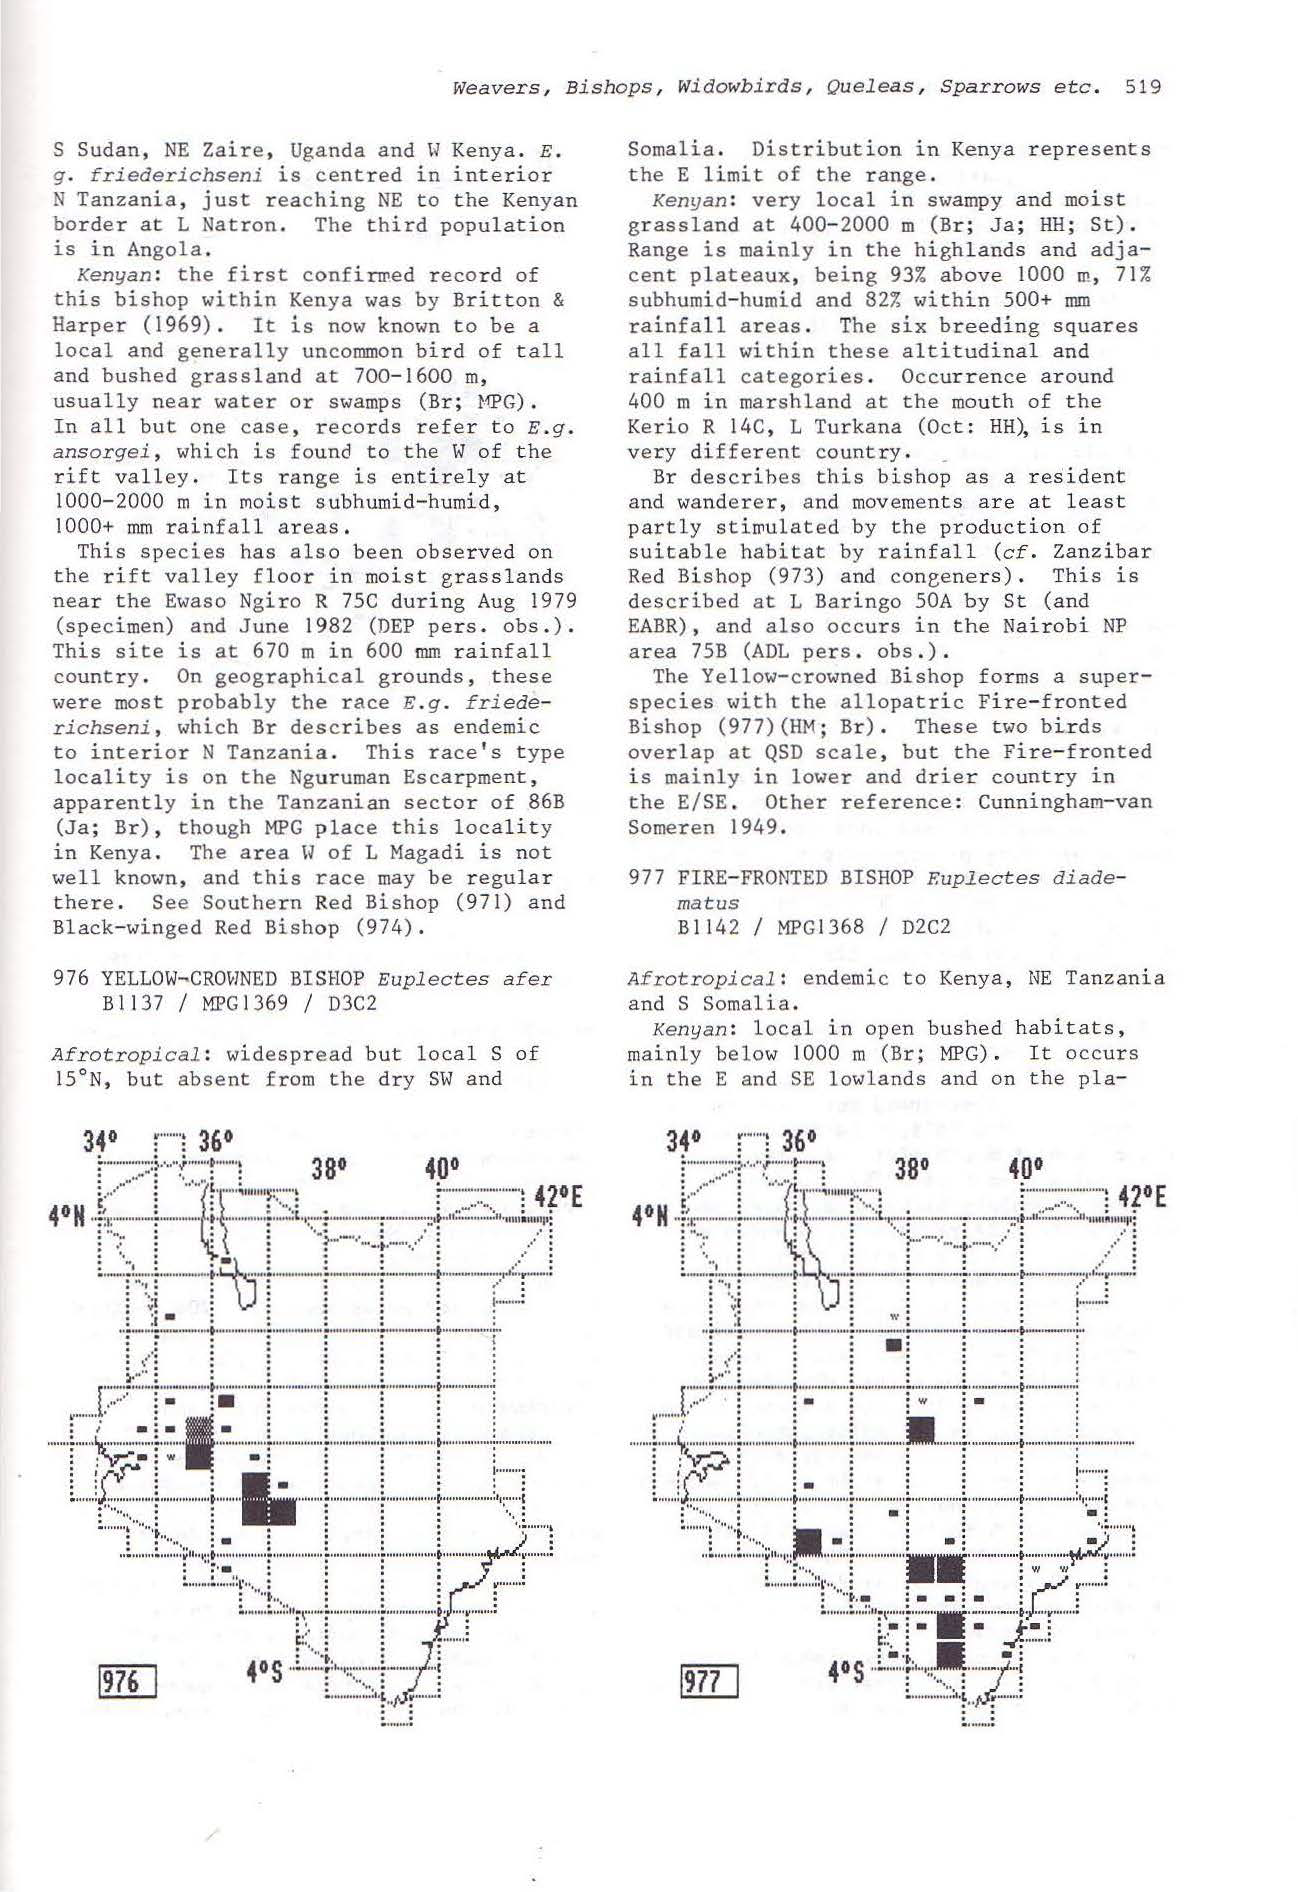 Weavers, Bishops, Widowbirds, Queleas, Sparrows etc. 519
S Sudan, NE Zaire, Uganda and W Kenya. E.
g. friederichseni is centred in interior
N Tanzania, just reaching NE to the Kenyan
border at L Natron. The third population
is in Angola.
Kenyan: the first confirmed record of
this bishop within Kenya was by Britton &
Harper (1969). It is now known to be a
local and generally uncommon bird of tall
and bushed grassland at 700-1600 m,
usually near water or swamps (Br; MPG).
In all but one case, records refer to E.g.
ansorgei, which is found to the W of the
rift valley. Its range is entirely at
1000-2000 m in moist subhumid-humid,
1000+ mm rainfall areas.
This species has also been observed on
the rift valley floor in moist grasslands
near the Ewaso Ngiro R 75C during Aug 1979
(specimen) and June 1982 (DEP pers. obs.).
This site is at 670 m in 600 mm rainfall
country. On geographical grounds, these
were most probably the race E.g. friede-
richseni, which Br describes as endemic
to interior N Tanzania. This race's type
locality is on the Nguruman Escarpment,
apparently in the Tanzanian sector of 86B
(Ja; Br), though MPG place this locality
in Kenya. The area W of L Magadi is not
well known, and this race may be regular
there. See Southern Red Bishop (971) and
Black-winged Red Bishop (974).
976 YELLOW-CROWNED BISHOP Euplectes afer
B1137 / MPG1369 / D3C2
Afrotropical: widespread but local S of
15°N, but absent from the dry SW and
Somalia. Distribution in Kenya represents
the E limit of the range.
Kenyan: very local in swampy and moist
grassland at 400-2000 m (Br; Ja; HH; St).
Range is mainly in the highlands and adja-
cent plateaux, being 93% above 1000 m, 71%
subhumid-humid and 82% within 500+ mm
rainfall areas. The six breeding squares
all fall within these altitudinal and
rainfall categories. Occurrence around
400 m in marshland at the mouth of the
Kerio R 14C, L Turkana (Oct: HH), is in
very different country.
Br describes this bishop as a resident
and wanderer, and movements are at least
partly stimulated by the production of
suitable habitat by rainfall (cf. Zanzibar
Red Bishop (973) and congeners). This is
described at L Baringo 50A by St (and
EABR), and also occurs in the Nairobi NP
area 75B (ADL pers. obs.).
The Yellow-crowned Bishop forms a super-
species with the allopatric Fire-fronted
Bishop (977)(HM; Br). These two birds
overlap at QSD scale, but the Fire-fronted
is mainly in lower and drier country in
the E/SE. Other reference: Cunningham-van
Someren 1949.
977 FIRE-FRONTED BISHOP Euplectes diade-
matus
B1142 / MPG1368 / D2C2
Afrotropical: endemic to Kenya, NE Tanzania
and S Somalia.
Kenyan: local in open bushed habitats,
mainly below 1000 m (Br; MPG). It occurs
in the E and SE lowlands and on the pla-
34° 36°
38° 40°
42°E
4°N
w
4°S
976
34° 36°
38° 40°
42°E
4°N
w
w
w w
4°S
977